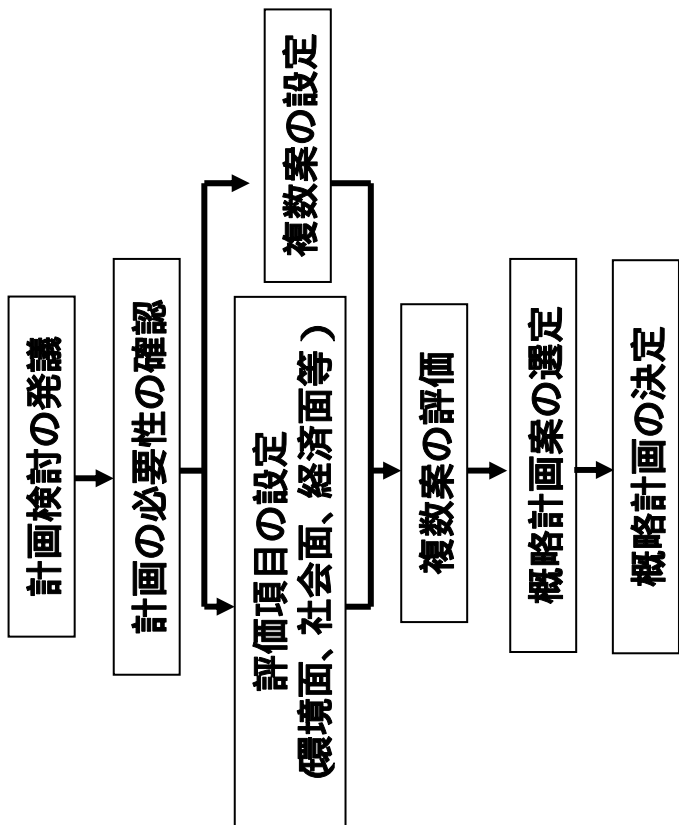 計画検討の発議
計画の必要性の確認
評価項目の設定
(環境面、社会面、経済面等)
複数案の設定
複数案の評価
概略計画案の選定
概略計画の決定